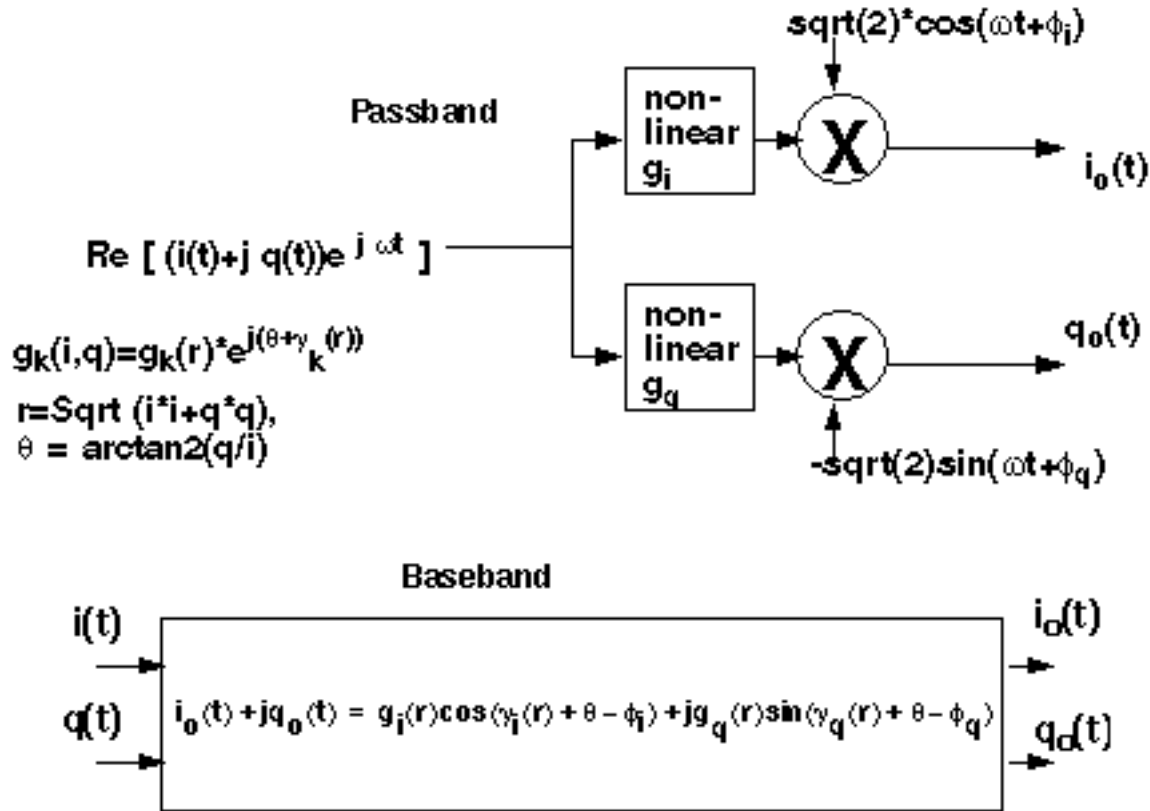 sqrt(2)*cos(ωt+ϕi)
Passband
non-
linear
gi
X
io(t)
Re [ (i(t)+j q(t))e j ωt ]
non-
linear
gq
X
qo(t)
gk(i,q)=gk(r)*ej(θ+γk(r))
r=Sqrt (i*i+q*q),
θ = arctan2(q/i)
-sqrt(2)sin(ωt+ϕq)
Baseband
i(t)
io(t)
q(t)
io(t)+jqo(t) = gi(r)cos(γi(r) + θ-ϕi)+jgq(r)sin(γq(r) + θ-ϕq)
qo(t)